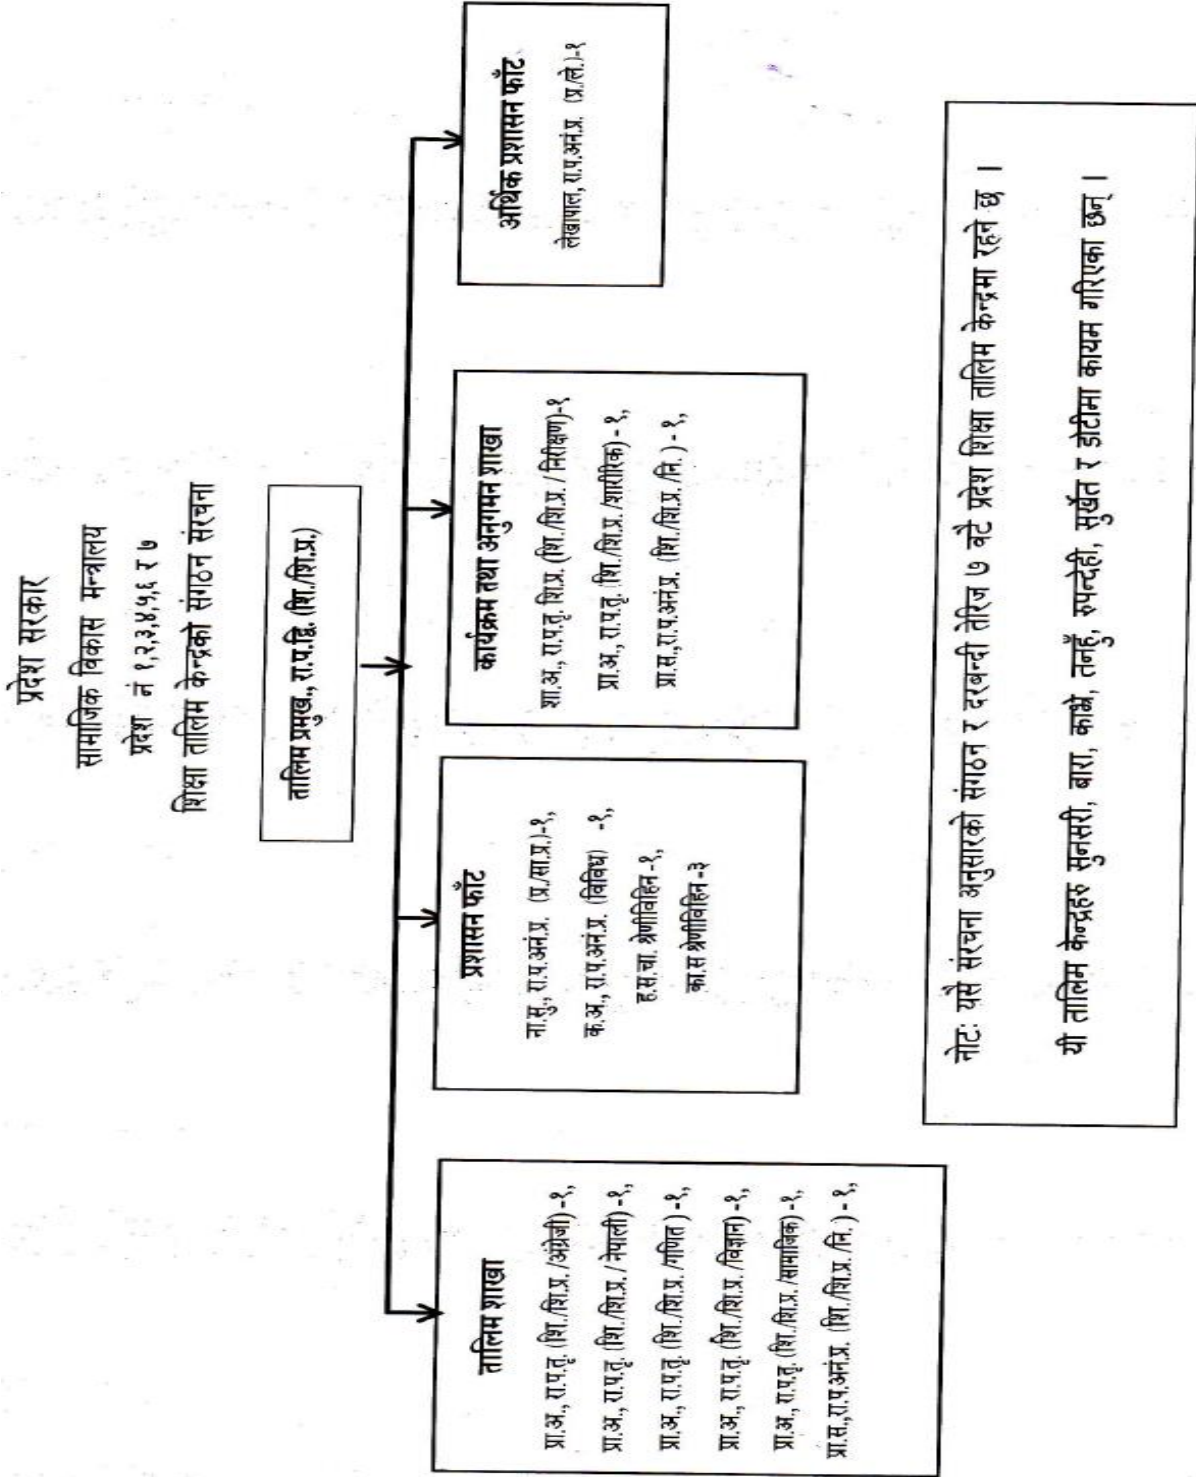 प्रदेश सरकार
सामाजिक विकास मन्त्रालय
प्रदेश नं १,२,३,४,५,६ र ७
शिक्षा तालिम केन्द्रको संगठन संरचना
तालिम प्रमुख., रा.प.द्वि. (शि./शि.प्र.)
तालिम शाखा
प्रा.अ., रा.प.तृ. (शि./शि.प्र. /अंग्रेजी) -१,
प्रा.अ., रा.प.तृ. (शि./शि.प्र. / नेपाली) -१,
प्रा.अ., रा.प.तृ. (शि./शि.प्र. /गणित ) -१,
प्रा.अ., रा.प.तृ. (शि./शि.प्र. /विज्ञान) -१,
प्रा.अ., रा.प.तृ. (शि./शि.प्र. /सामाजिक) -१,
प्रा.स.,रा.प.अनं.प्र. (शि./शि.प्र. /नि. ) - १,
प्रशासन फाँट
ना.सु., रा.प.अनं.प्र. (प्र./सा.प्र.)-१,
क.अ., रा.प.अनं.प्र. (विविध) -१,
ह.स.चा. श्रेणीविहिन -१,
का.स श्रेणीविहिन -३
कार्यक्रम तथा अनुगमन शाखा
शा.अ., रा.प.तृ. शि.प्र. (शि./शि.प्र. / निरीक्षण)-१
प्रा.अ., रा.प.तृ. (शि./शि.प्र. /शारीरिक) - १,
प्रा.स.,रा.प.अनं.प्र. (शि./शि.प्र. /नि. ) - १,
आर्थिक प्रशासन फाँट
लेखापाल, रा.प.अनं.प्र. (प्र./ले.)-१
नोटः यसै संरचना अनुसारको संगठन र दरबन्दी तेरिज ७ वटै प्रदेश शिक्षा तालिम केन्द्रमा रहने छ ।
यी तालिम केन्द्रहरु सुनसरी, बारा, काभ्रे, तनहुँ, रुपन्देही, सुर्खेत र डोटीमा कायम गरिएका छन् ।